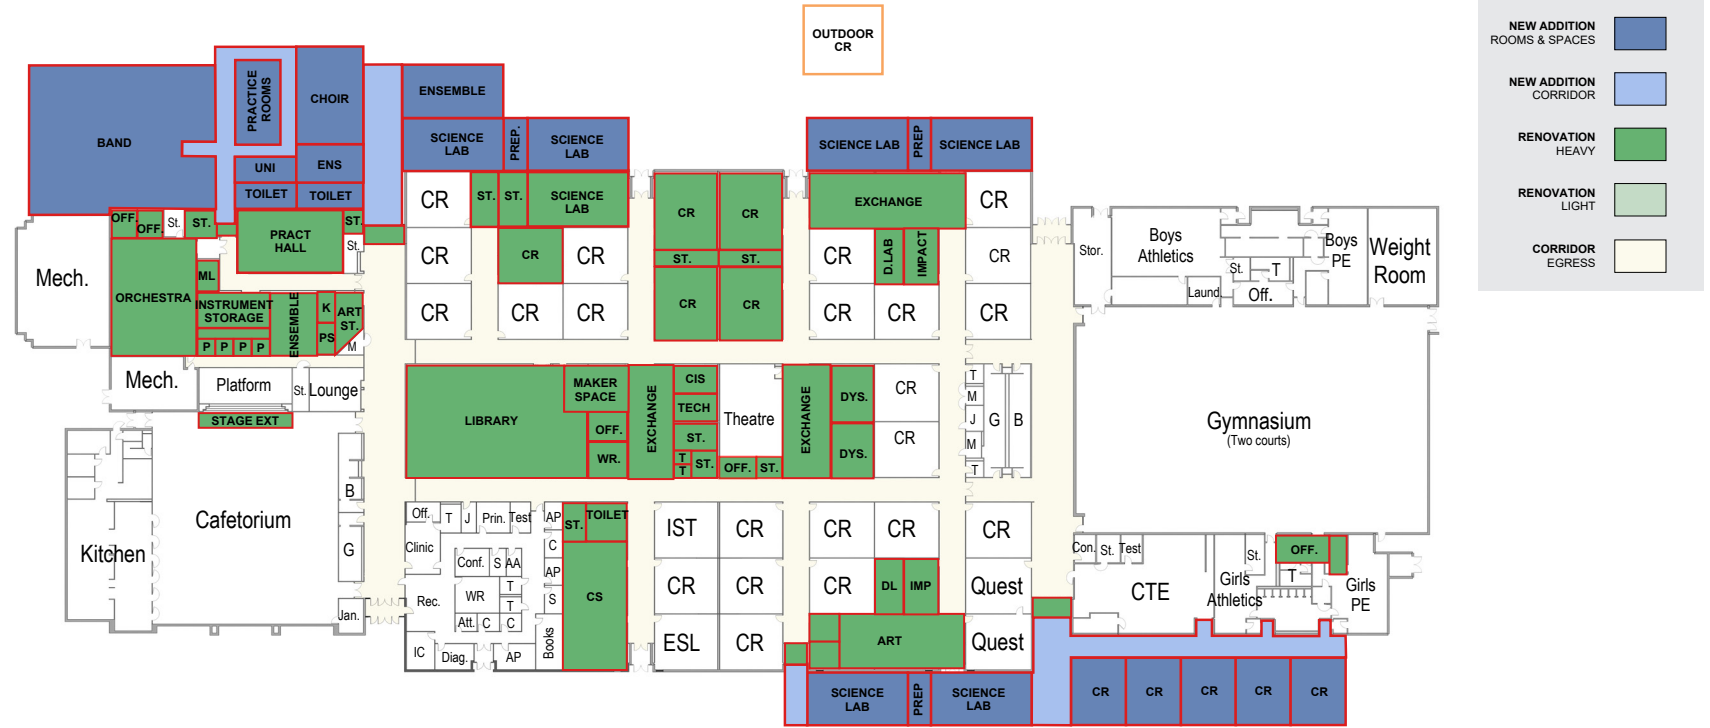 OUTDOOR
CR
NEW ADDITION
ROOMS & SPACES
NEW ADDITION
CORRIDOR
RENOVATION
HEAVY
RENOVATION
LIGHT
CORRIDOR
EGRESS
BAND
PRACTICE
ROOMS
CHOIR
UNI
ENS
TOILET
TOILET
ENSEMBLE
SCIENCE
LAB
PREP.
SCIENCE
LAB
SCIENCE LAB
PREP
SCIENCE LAB
OFF.
OFF.
St.
ST.
PRACT
HALL
ST.
St.
Mech.
ORCHESTRA
ML
INSTRUMENT
STORAGE
P
P
P
P
ENSEMBLE
K
PS
ART
ST.
M
CR
ST.
ST.
SCIENCE
LAB
CR
CR
CR
CR
CR
CR
CR
CR
ST.
ST.
CR
CR
EXCHANGE
CR
CR
D.LAB
IMPACT
CR
CR
CR
CR
Stor.
Boys
Athletics
Laund
St.
T
Off.
Boys
PE
Weight
Room
Mech.
Platform
St.
Lounge
STAGE EXT
LIBRARY
MAKER
SPACE
OFF.
WR.
EXCHANGE
CIS
TECH
ST.
T
T
ST.
Theatre
OFF.
ST.
EXCHANGE
DYS.
DYS.
CR
CR
T
M
J
M
T
G
B
Gymnasium
(Two courts)
Kitchen
Cafetorium
B
G
Jan.
Off.
T
J
Prin.
Test
AP
Clinic
Conf.
S
AA
C
AP
Rec.
WR
T
T
S
Att.
C
C
IC
Diag.
AP
Books
ST.
TOILET
CS
IST
CR
CR
CR
ESL
CR
CR
CR
CR
CR
DL
IMP
Quest
ART
Quest
SCIENCE
LAB
PREP
SCIENCE
LAB
Con.
St.
Test
CTE
Girls
Athletics
St.
OFF.
T
Girls
PE
CR
CR
CR
CR
CR